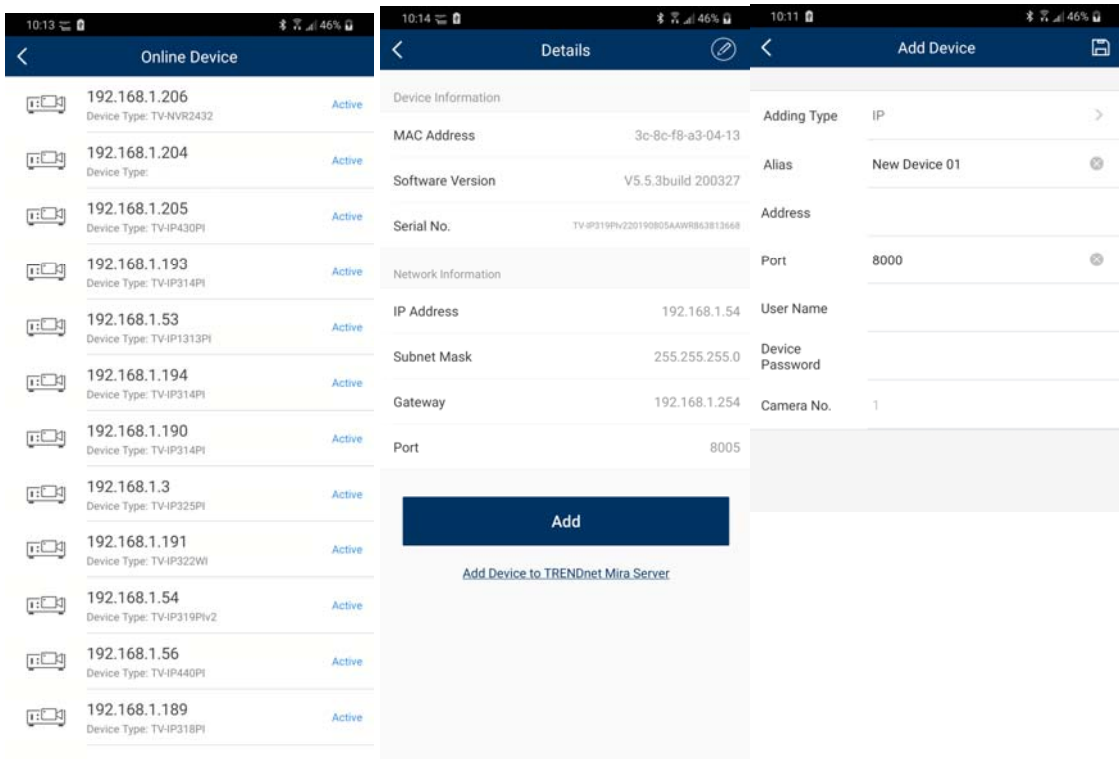 10:13 46%
Online Device
192.168.1.206
Device Type: TV-NVR2432
Active
192.168.1.204
Device Type:
Active
192.168.1.205
Device Type: TV-IP430PI
Active
192.168.1.193
Device Type: TV-IP314PI
Active
192.168.1.53
Device Type: TV-IP1313PI
Active
192.168.1.194
Device Type: TV-IP314PI
Active
192.168.1.190
Device Type: TV-IP314PI
Active
192.168.1.3
Device Type: TV-IP325PI
Active
192.168.1.191
Device Type: TV-IP322WI
Active
192.168.1.54
Device Type: TV-IP319PIv2
Active
192.168.1.56
Device Type: TV-IP440PI
Active
192.168.1.189
Device Type: TV-IP318PI
Active
10:14 46%
Details
Device Information
MAC Address 3c-8c-f8-a3-04-13
Software Version V5.5.3build 200327
Serial No. TV-IP319PIv220190805AAWR863813668
Network Information
IP Address 192.168.1.54
Subnet Mask 255.255.255.0
Gateway 192.168.1.254
Port 8005
Add
Add Device to TRENDnet Mira Server
10:11 46%
Add Device
Adding Type IP
Alias New Device 01
Address
Port 8000
User Name
Device
Password
Camera No. 1